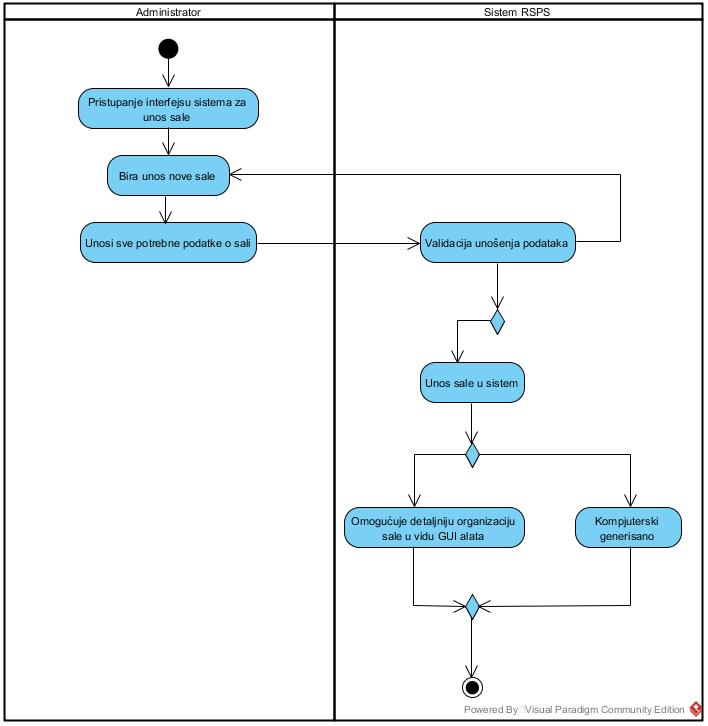 Administrator
Sistem RSPS
Pristupanje interfejsu sistema za
unos sale
Bira unos nove sale
Unosi sve potrebne podatke o sali
Validacija unošenja podataka
Unos sale u sistem
Omogućuje detaljniju organizaciju
sale u vidu GUI alata
Kompjuterski
generisano
Powered By Visual Paradigm Community Edition